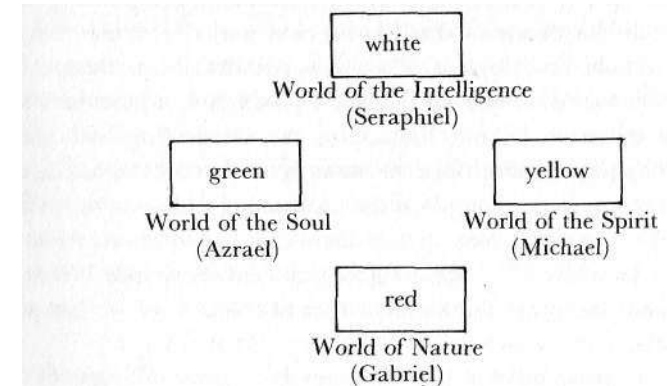 white
World of the Intelligence
(Seraphiel)
green
World of the Soul
(Azrael)
yellow
World of the Spirit
(Michael)
red
World of Nature
(Gabriel)